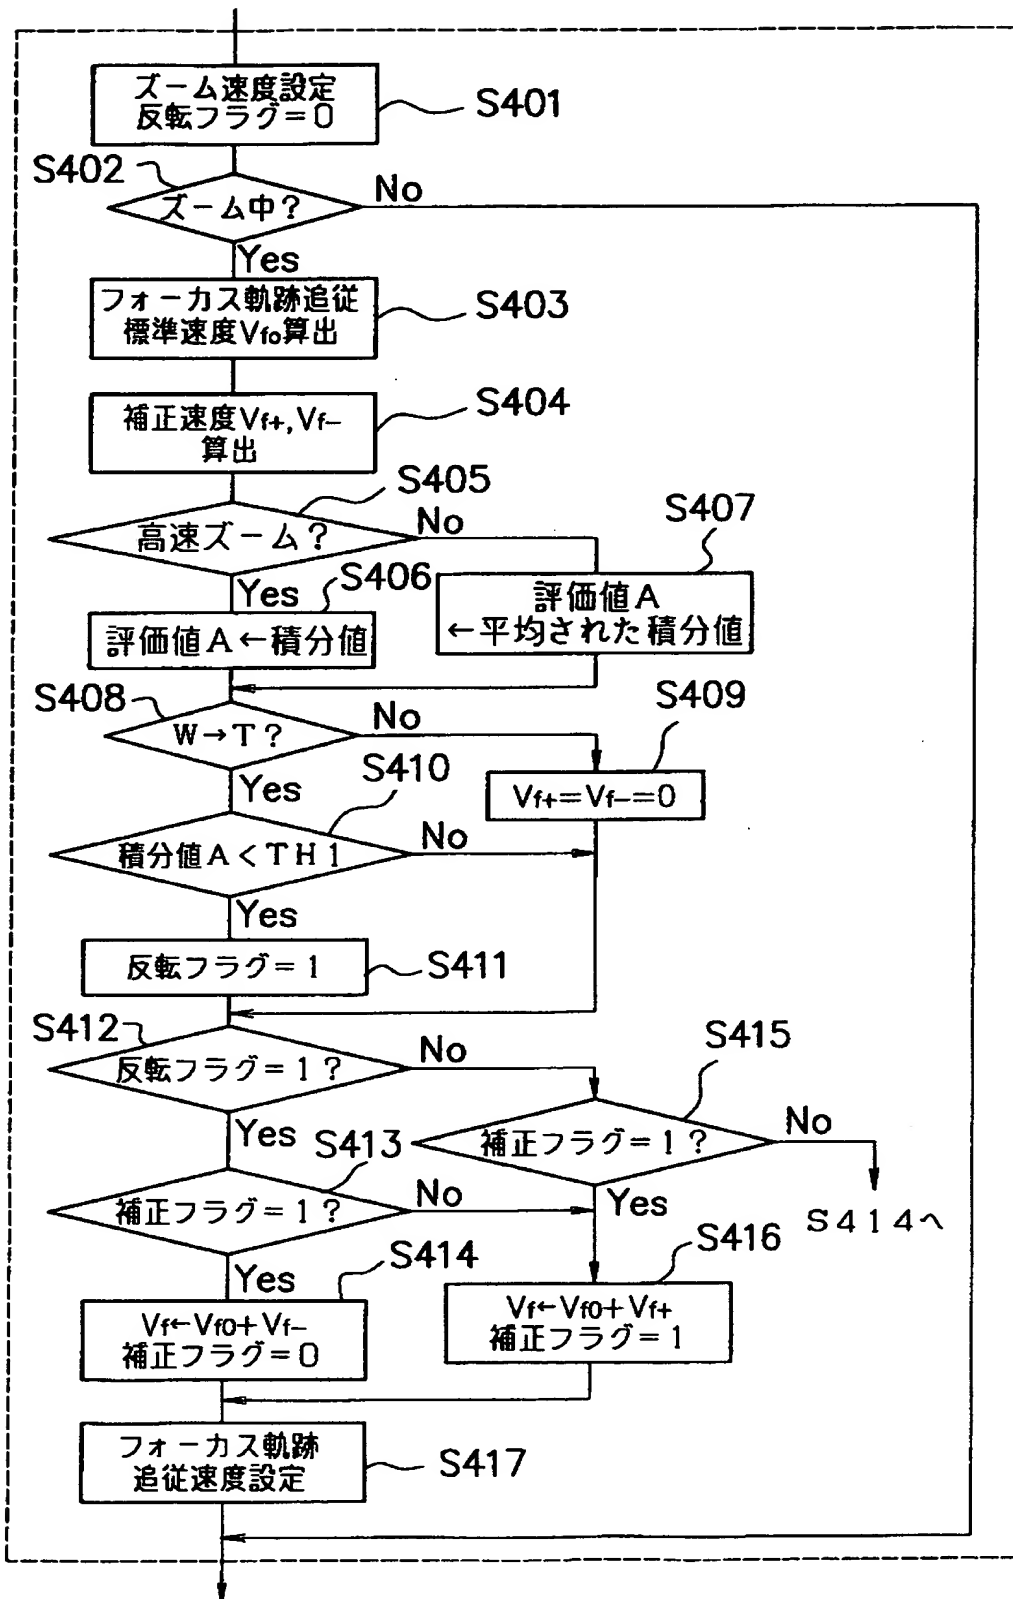 ズーム速度設定
反転フラグ＝0
S401
S402
ズーム中？
No
Yes
フォーカス軌跡追従
標準速度Vfo算出
S403
補正速度Vf+,Vf-
算出
S404
S405
高速ズーム？
No
S407
Yes
S406
評価値A←積分値
評価値A
←平均された積分値
S408
W→T？
No
S409
Yes
S410
Vf+=Vf-=0
積分値A＜TH1
No
Yes
反転フラグ＝1
S411
S412
反転フラグ＝1？
No
S415
Yes
S413
補正フラグ＝1？
No
補正フラグ＝1？
No
Yes
S414へ
S416
S414
Yes
Vf←Vf0+Vf-
補正フラグ＝0
Vf←Vf0+Vf+
補正フラグ＝1
フォーカス軌跡
追従速度設定
S417